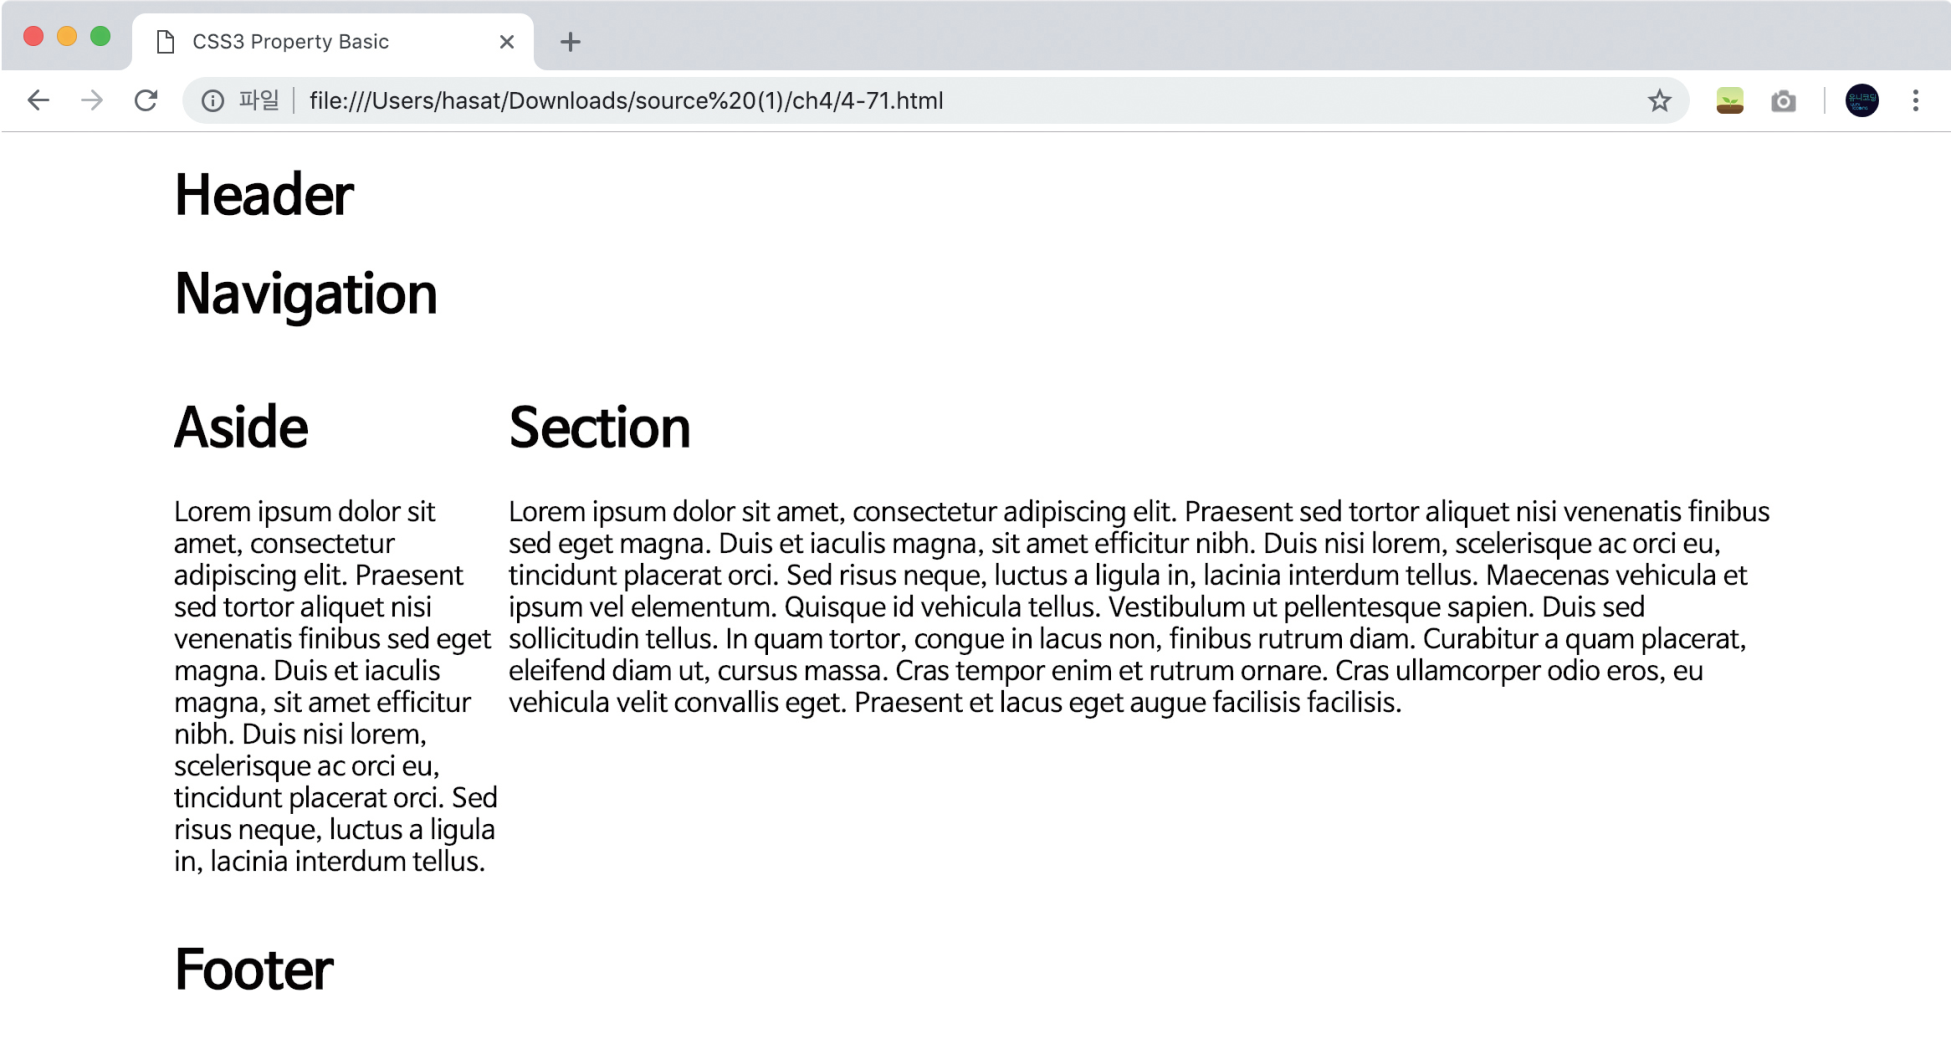 CSS3 Property Basic
파일 file:///Users/hasat/Downloads/source%20(1)/ch4/4-71.html
Header
Navigation
Aside
Lorem ipsum dolor sit
amet, consectetur
adipiscing elit. Praesent
sed tortor aliquet nisi
venenatis finibus sed eget
magna. Duis et iaculis
magna, sit amet efficitur
nibh. Duis nisi lorem,
scelerisque ac orci eu,
tincidunt placerat orci. Sed
risus neque, luctus a ligula
in, lacinia interdum tellus.
Section
Lorem ipsum dolor sit amet, consectetur adipiscing elit. Praesent sed tortor aliquet nisi venenatis finibus
sed eget magna. Duis et iaculis magna, sit amet efficitur nibh. Duis nisi lorem, scelerisque ac orci eu,
tincidunt placerat orci. Sed risus neque, luctus a ligula in, lacinia interdum tellus. Maecenas vehicula et
ipsum vel elementum. Quisque id vehicula tellus. Vestibulum ut pellentesque sapien. Duis sed
sollicitudin tellus. In quam tortor, congue in lacus non, finibus rutrum diam. Curabitur a quam placerat,
eleifend diam ut, cursus massa. Cras tempor enim et rutrum ornare. Cras ullamcorper odio eros, eu
vehicula velit convallis eget. Praesent et lacus eget augue facilisis facilisis.
Footer